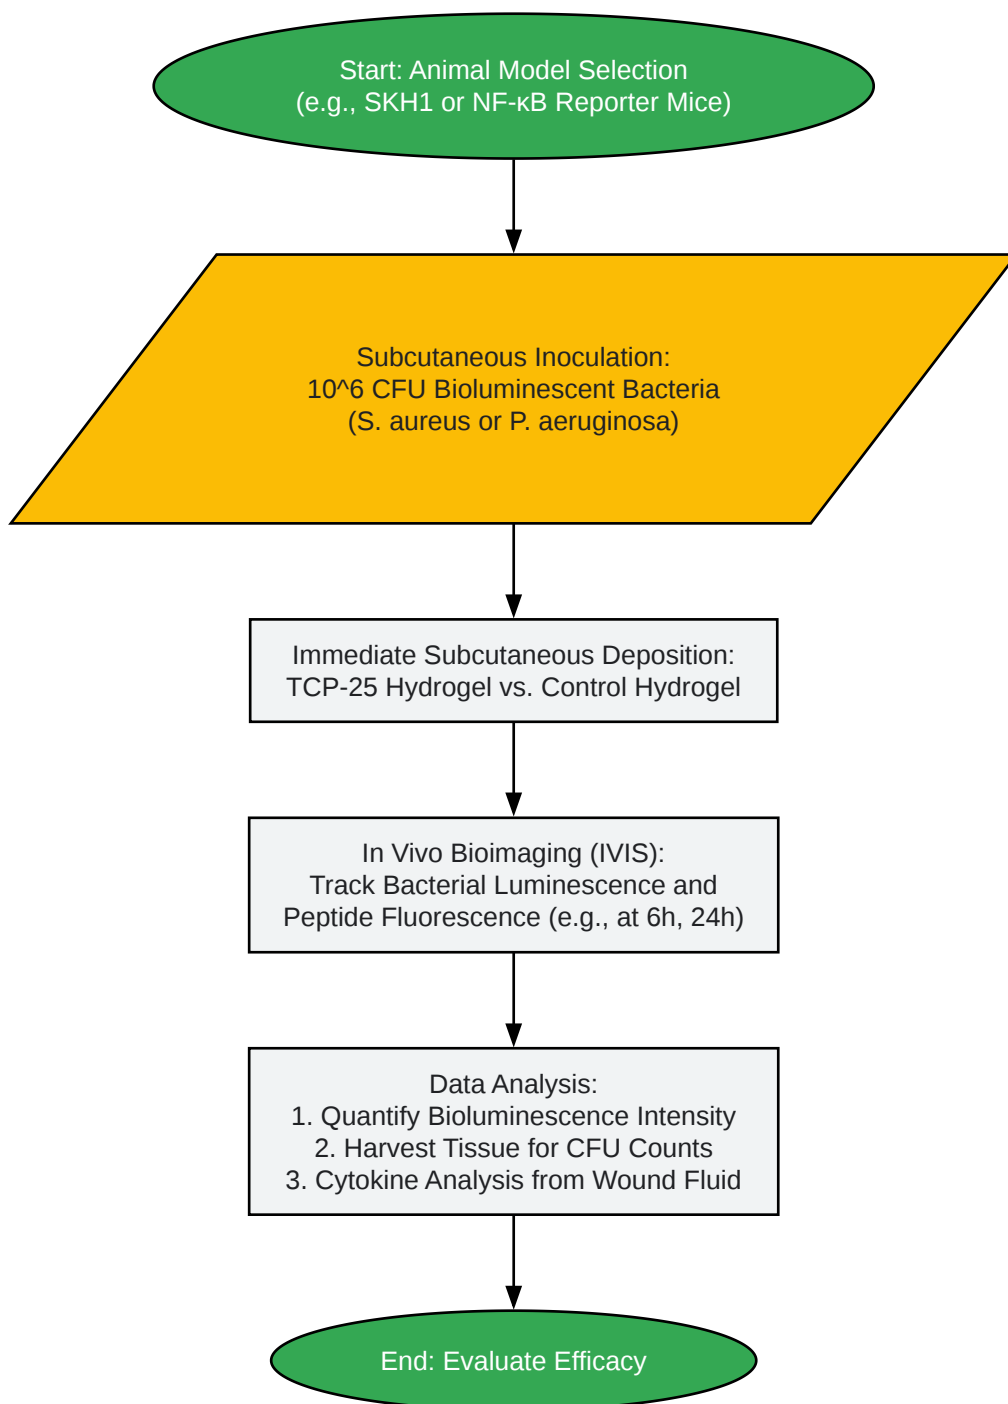 Start: Animal Model Selection
(e.g., SKH1 or NF-κB Reporter Mice)
Subcutaneous Inoculation:
10^6 CFU Bioluminescent Bacteria
(S. aureus or P. aeruginosa)
Immediate Subcutaneous Deposition:
TCP-25 Hydrogel vs. Control Hydrogel
In Vivo Bioimaging (IVIS):
Track Bacterial Luminescence and
Peptide Fluorescence (e.g., at 6h, 24h)
Data Analysis:
1. Quantify Bioluminescence Intensity
2. Harvest Tissue for CFU Counts
3. Cytokine Analysis from Wound Fluid
End: Evaluate Efficacy